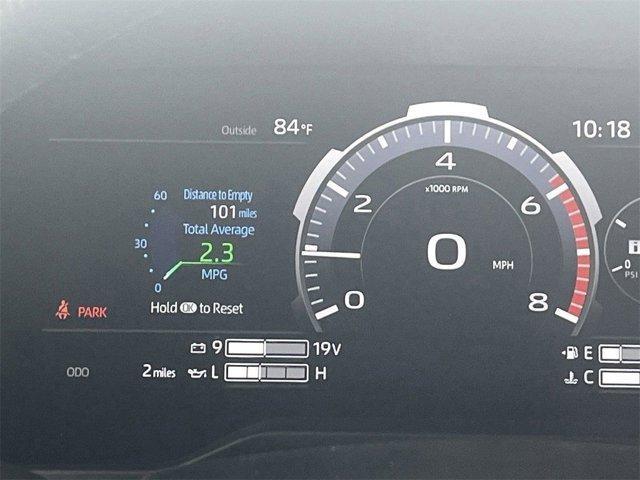 Outside 84°F
10:18
60
Distance to Empty
101 miles
Total Average
30
2.3
MPG
0
Hold OK to Reset
PARK
4
x1000 RPM
2
6
0
MPH
0
8
0
PSI
9
19V
E
ODO
2 miles
L
H
C